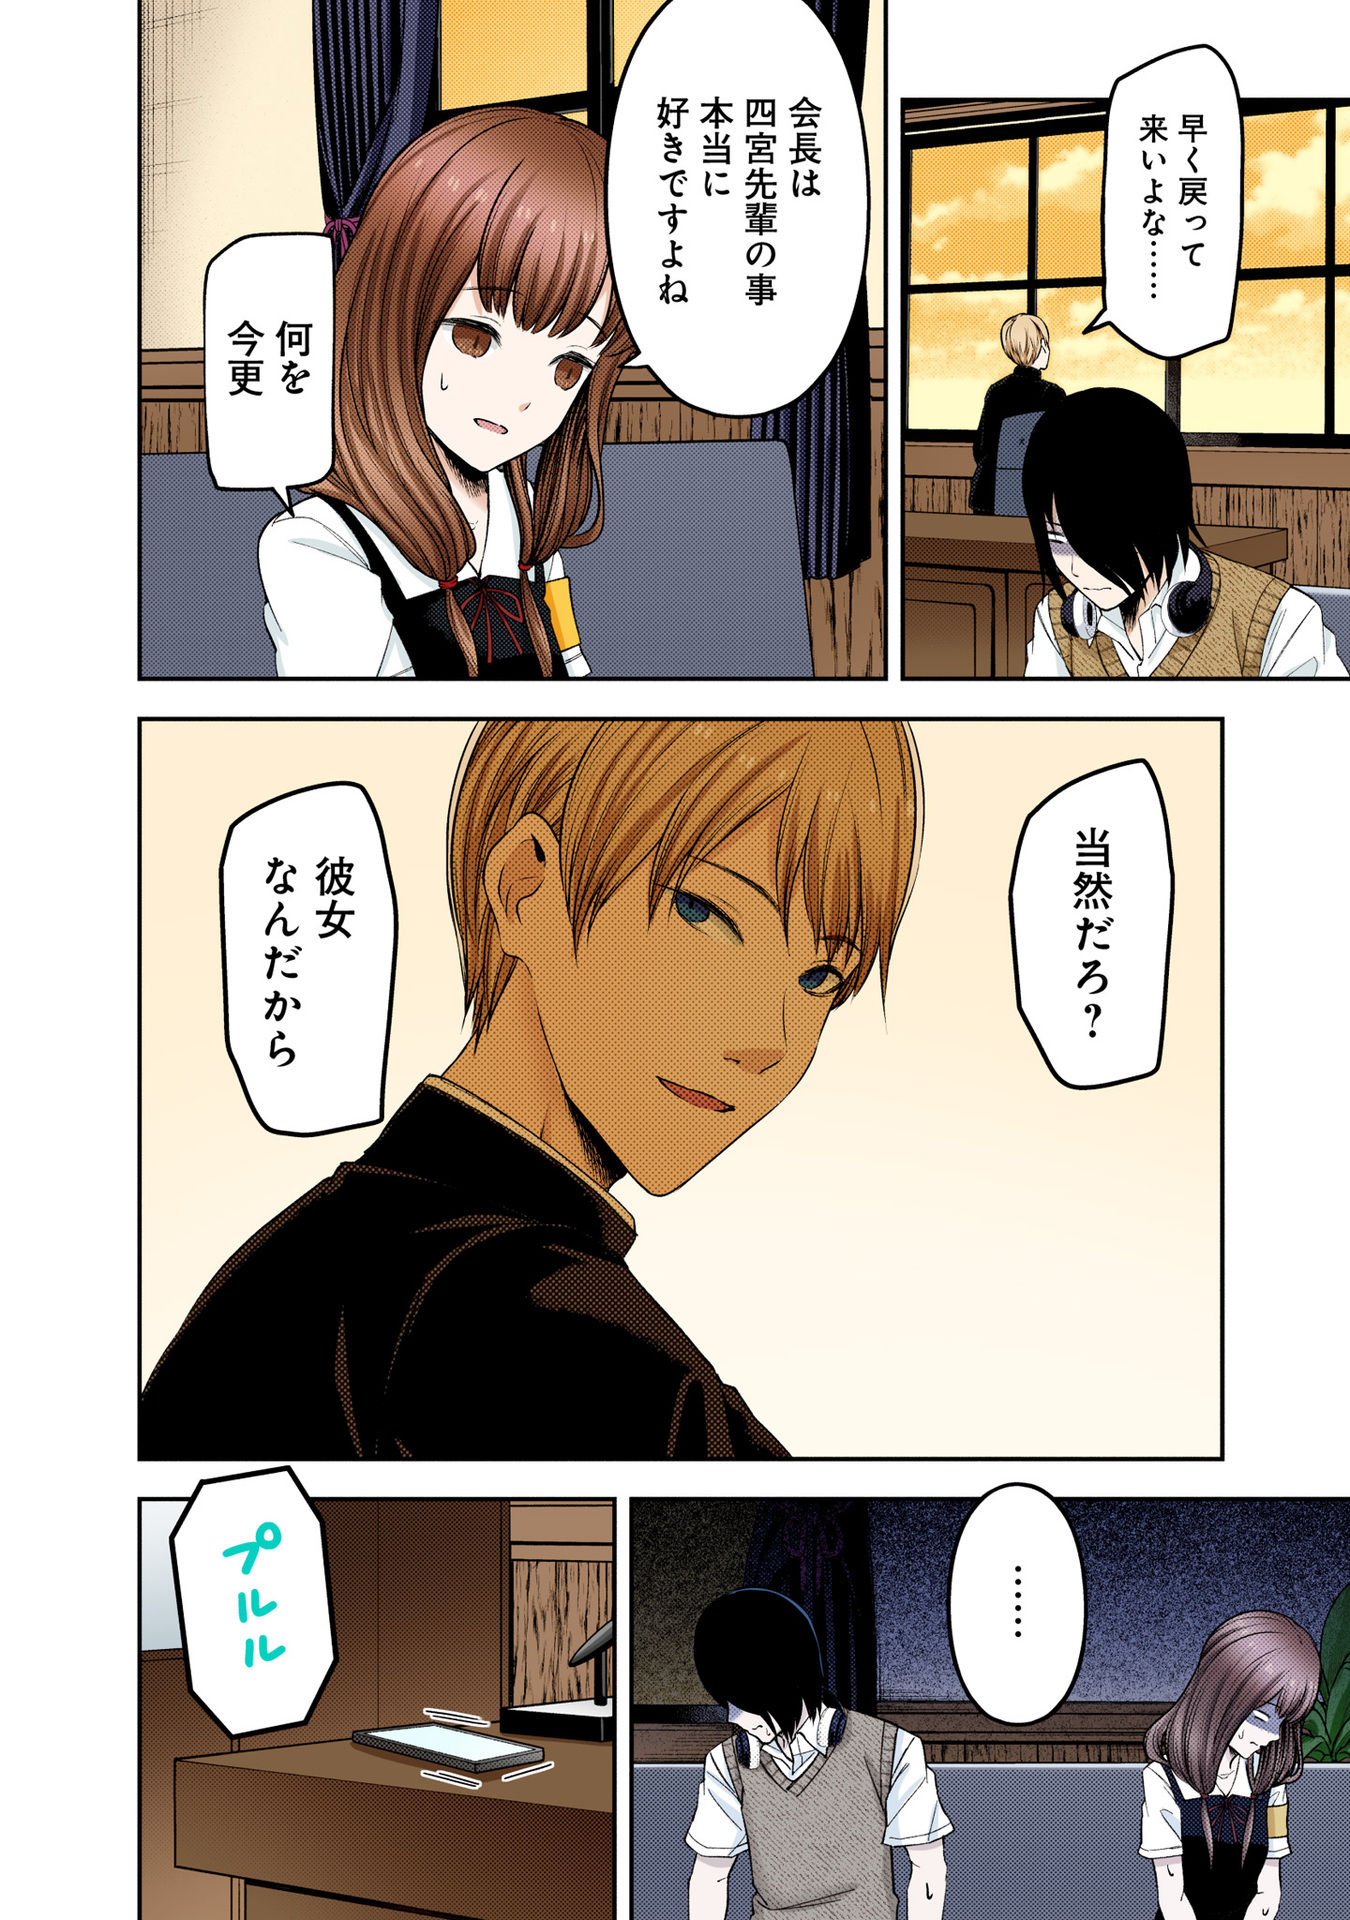 早く戻って
来いよな……
会長は
四宮先輩の事
本当に
好きですよね
何を
今更
当然だろ?
彼女
なんだから
……
プルルル